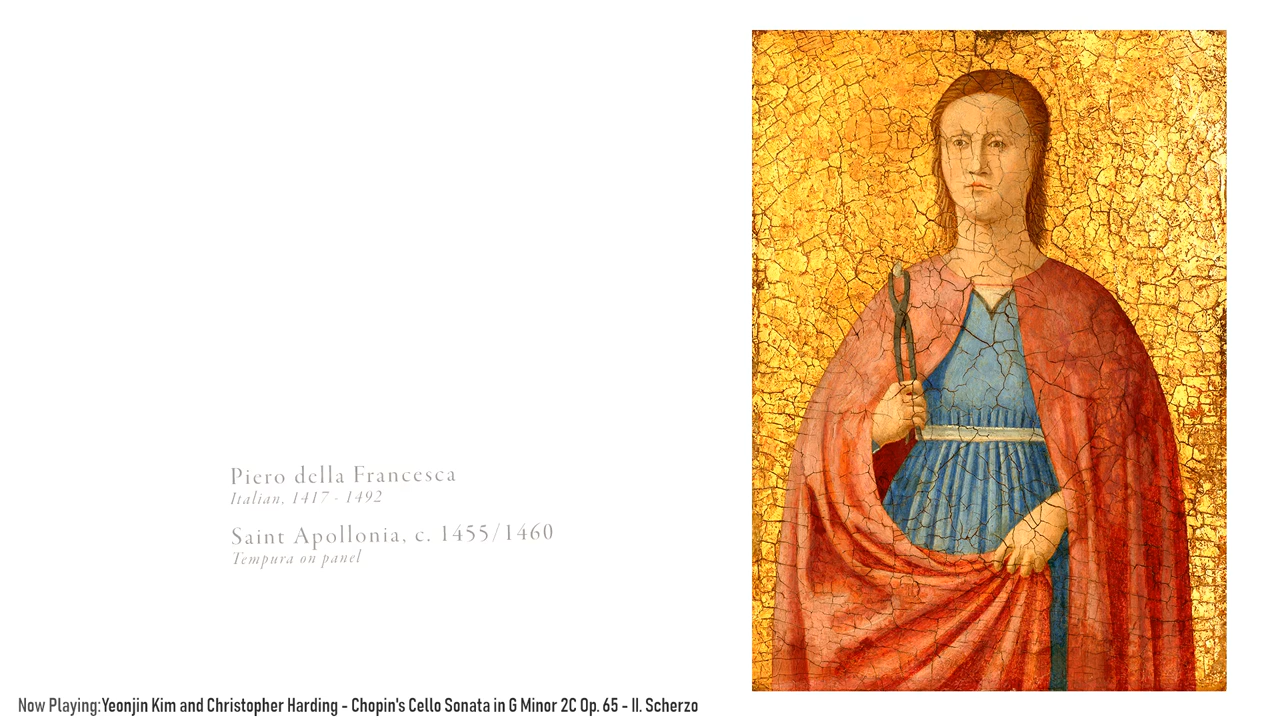 Piero della Francesca
Italian, 1417 - 1492
Saint Apollonia, c. 1455/1460
Tempura on panel
Now Playing:Yeonjin Kim and Christopher Harding - Chopin's Cello Sonata in G Minor 2C Op. 65 - II. Scherzo